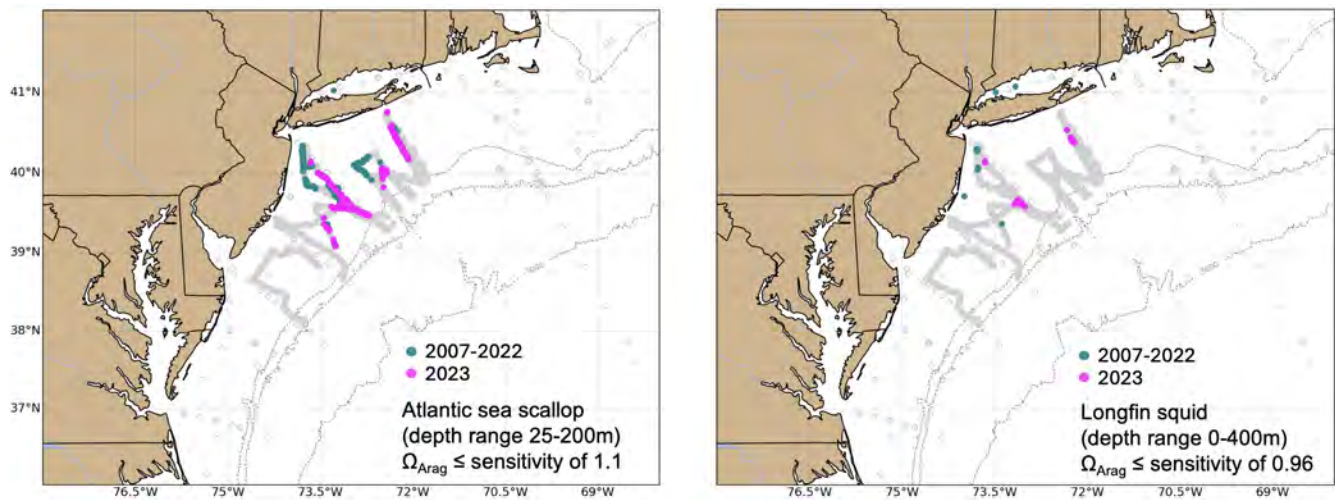 41°N
40°N
39°N
38°N
37°N
2007-2022
2023
Atlantic sea scallop
(depth range 25-200m)
Ω_Arag ≤ sensitivity of 1.1
76.5°W 75°W 73.5°W 72°W 70.5°W 69°W
2007-2022
2023
Longfin squid
(depth range 0-400m)
Ω_Arag ≤ sensitivity of 0.96
76.5°W 75°W 73.5°W 72°W 70.5°W 69°W